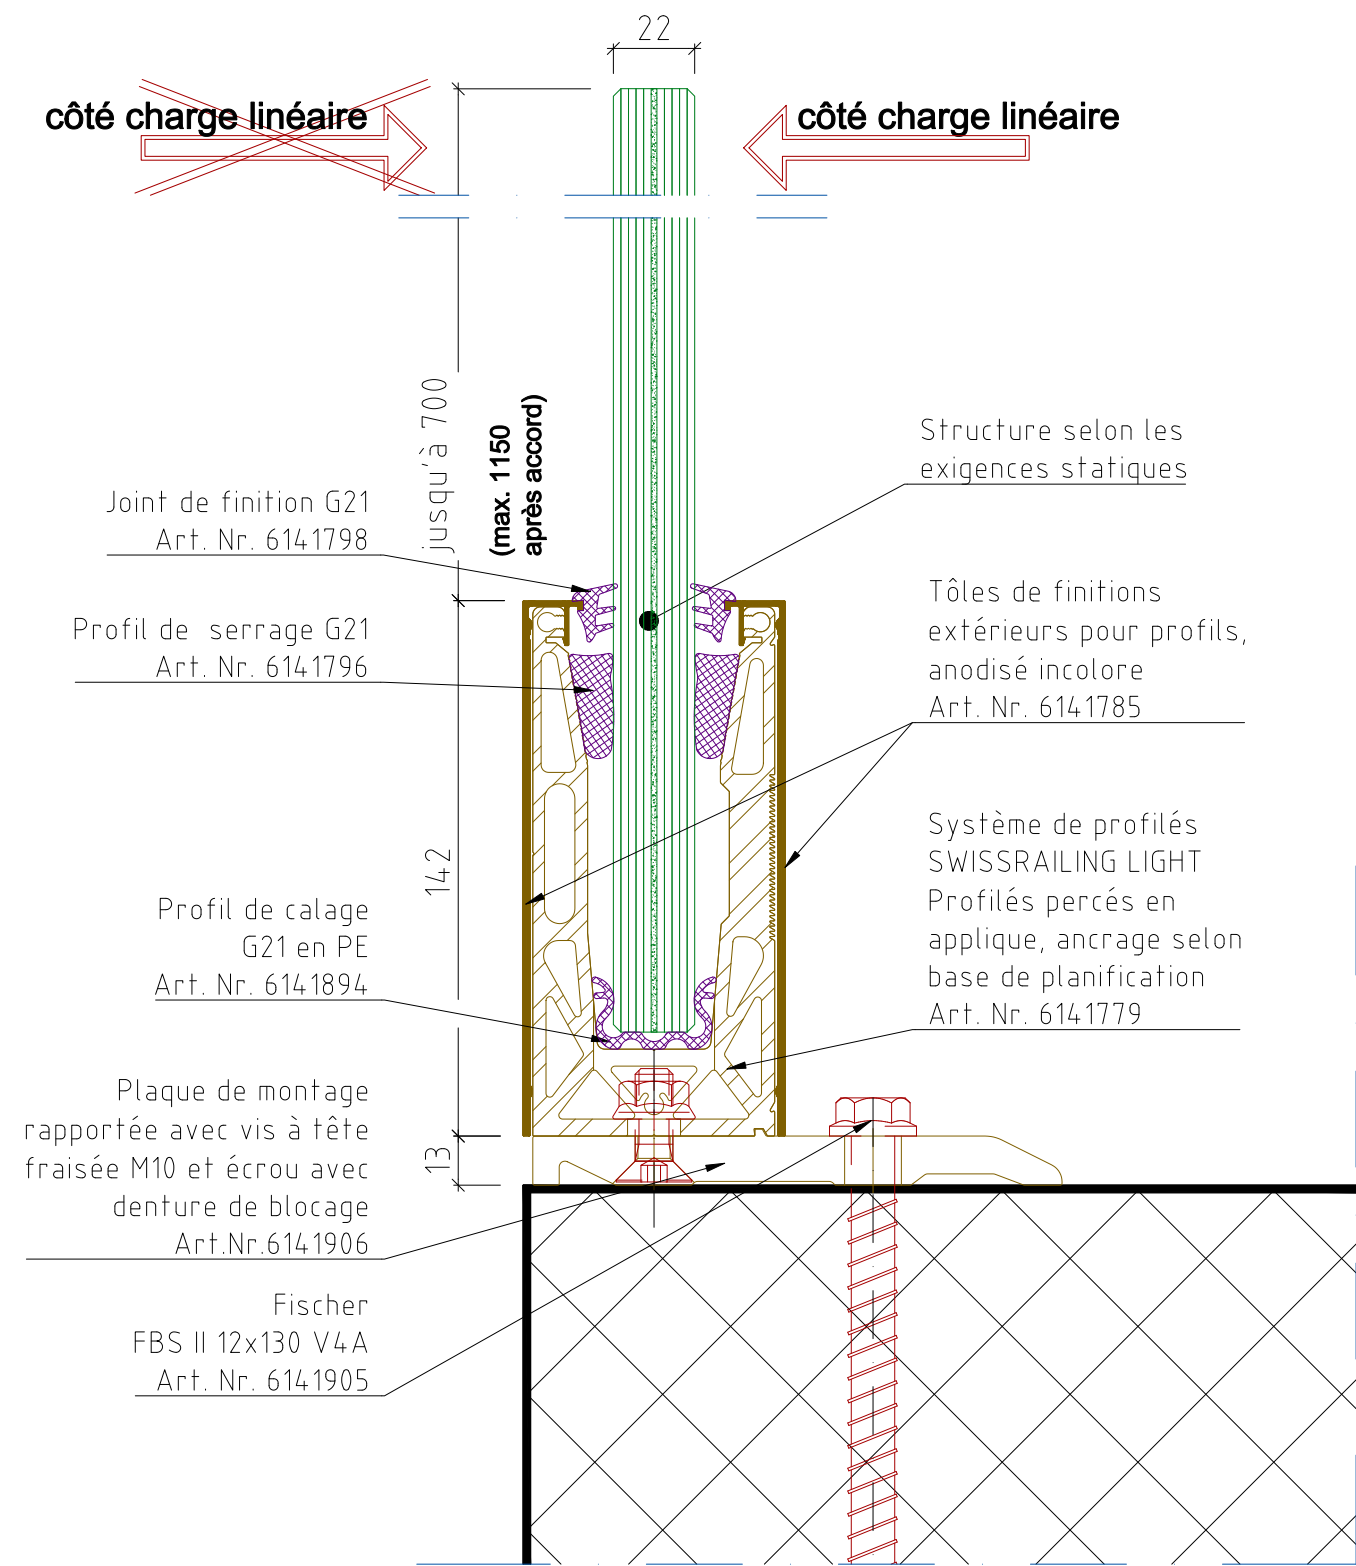 22
côté charge linéaire
côté charge linéaire
jusqu'à 700
(max. 1150
après accord)
Structure selon les
exigences statiques
Joint de finition G21
Art. Nr. 6141798
Tôles de finitions
extérieurs pour profils,
anodisé incolore
Art. Nr. 6141785
Profil de serrage G21
Art. Nr. 6141796
142
Système de profilés
SWISSRAILING LIGHT
Profilés percés en
applique, ancrage selon
base de planification
Art. Nr. 6141779
Profil de calage
G21 en PE
Art. Nr. 6141894
Plaque de montage
rapportée avec vis à tête
fraisée M10 et écrou avec
denture de blocage
Art.Nr.6141906
13
Fischer
FBS II 12x130 V4A
Art. Nr. 6141905